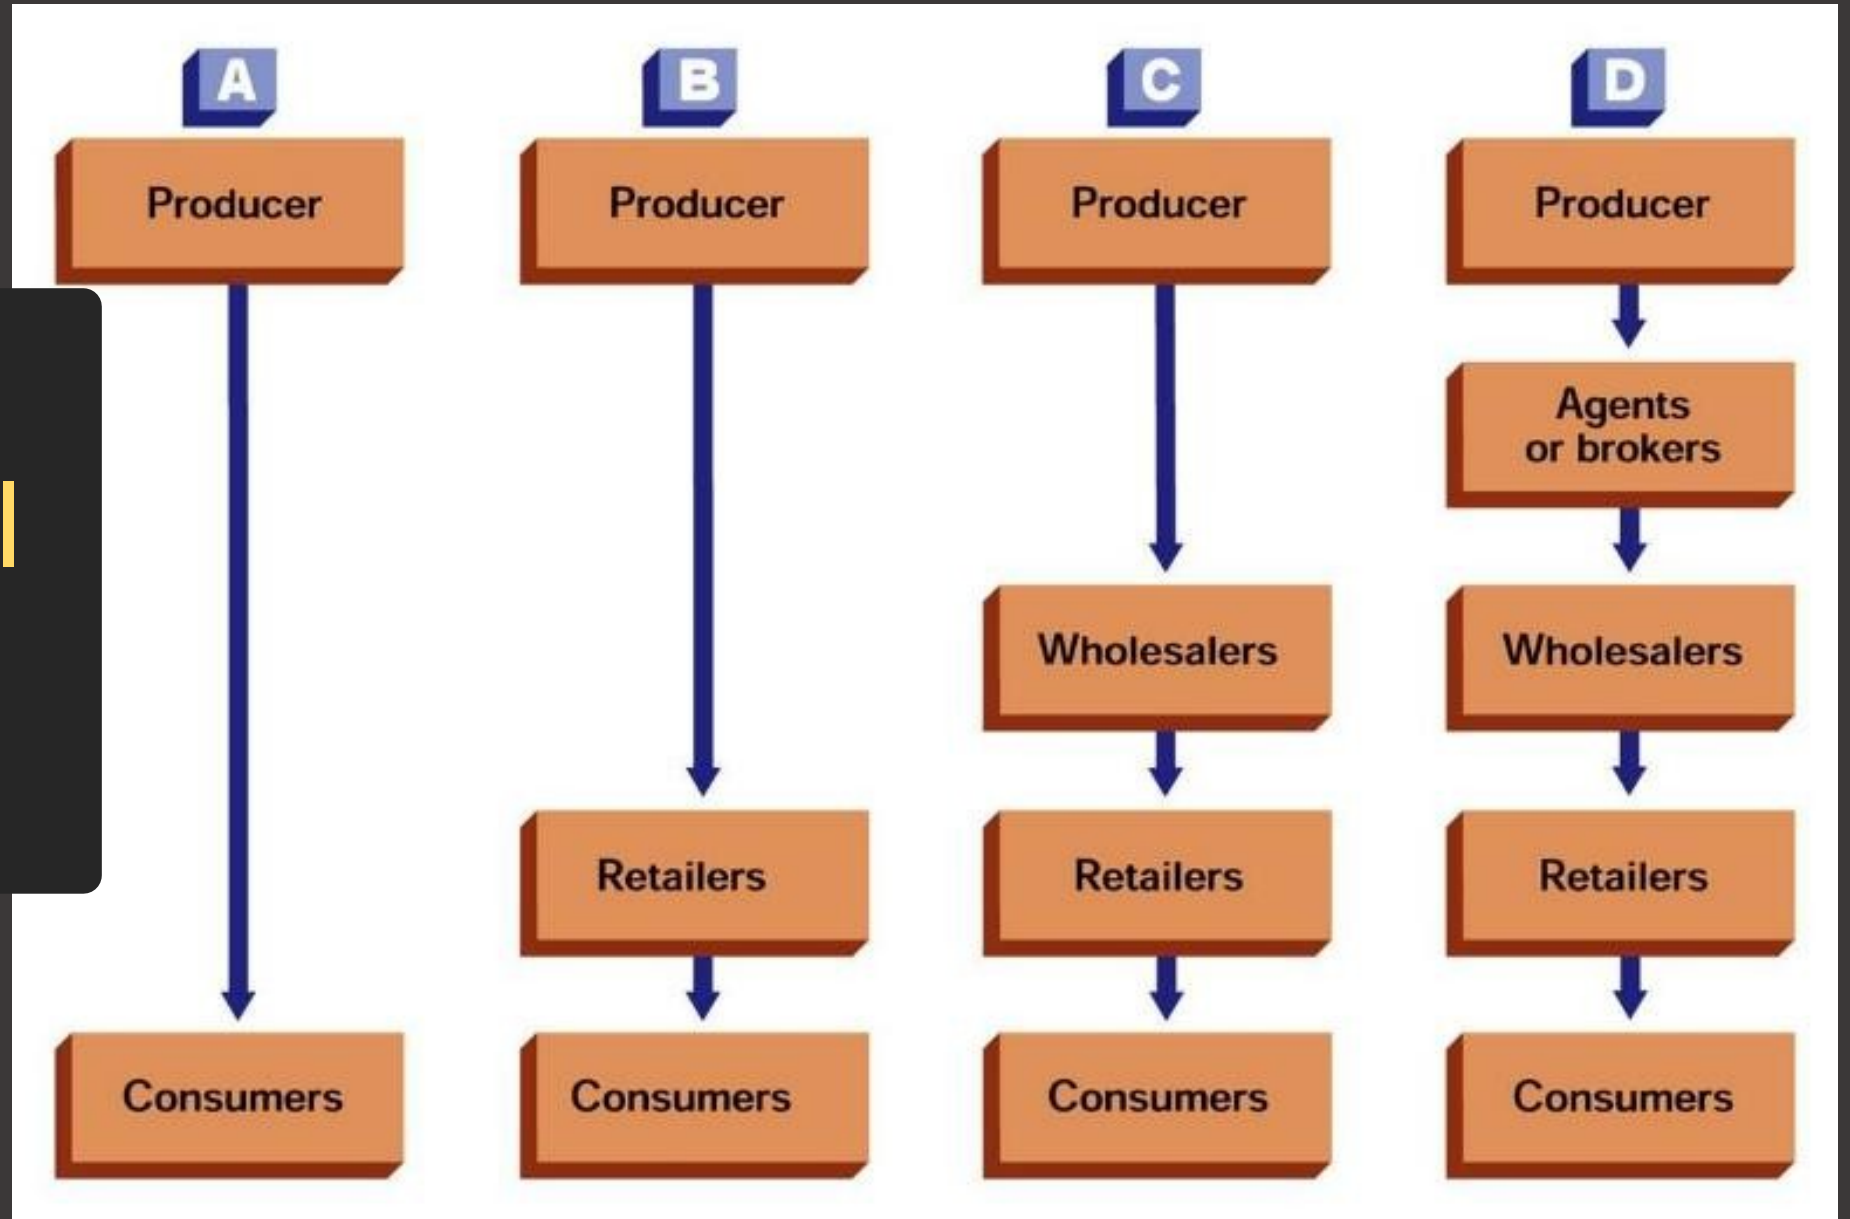 A
Producer
Consumers
B
Producer
Retailers
Consumers
C
Producer
Wholesalers
Retailers
Consumers
D
Producer
Agents
or brokers
Wholesalers
Retailers
Consumers